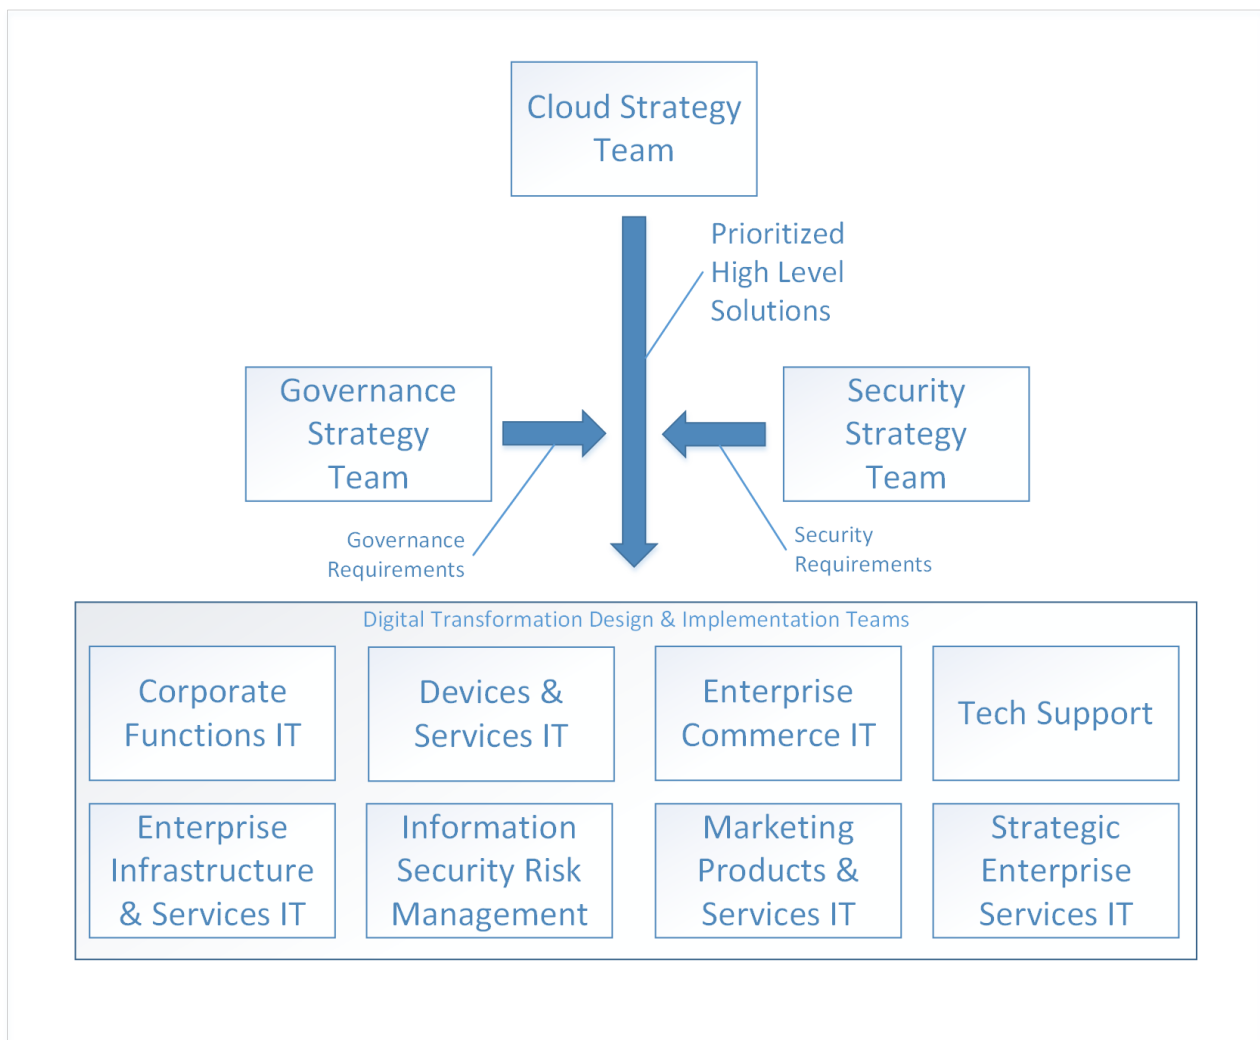 Cloud Strategy
Team
Prioritized
High Level
Solutions
Governance
Strategy
Team
Security
Strategy
Team
Governance
Requirements
Security
Requirements
Digital Transformation Design & Implementation Teams
Corporate
Functions IT
Devices &
Services IT
Enterprise
Commerce IT
Tech Support
Enterprise
Infrastructure
& Services IT
Information
Security Risk
Management
Marketing
Products &
Services IT
Strategic
Enterprise
Services IT